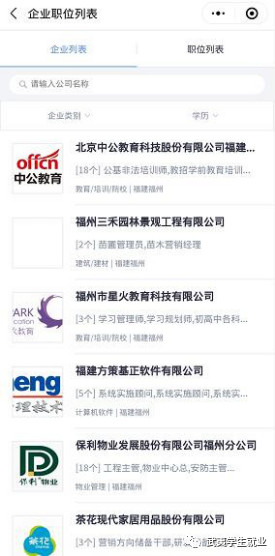 企业职位列表
企业列表
职位列表
请输入公司名称
企业类别
学历
offcn
中公教育
北京中公教育科技股份有限公司福建...
[18个] 公基非法培训师,教招学前教育培训...
教育/培训/院校 | 福建福州
福州三禾园林景观工程有限公司
[2个] 苗圃管理员,苗木营销经理
建筑/建材 | 福建福州
PARK
cation
火教育
福州市星火教育科技有限公司
[3个] 学习管理师,学习规划师,初高中各科...
教育/培训/院校 | 福建福州
eng
管理技术
福建方策基正软件有限公司
[5个] 系统实施顾问,系统实施顾问,系统实...
计算机软件 | 福建福州
保利物业
保利物业发展股份有限公司福州分公司
[18个] 工程主管,物业中心总,安防主管...
物业管理 | 福建福州
茶花
茶花现代家居用品股份有限公司
[3个] 营销方向储备干部,研
武夷学生就业